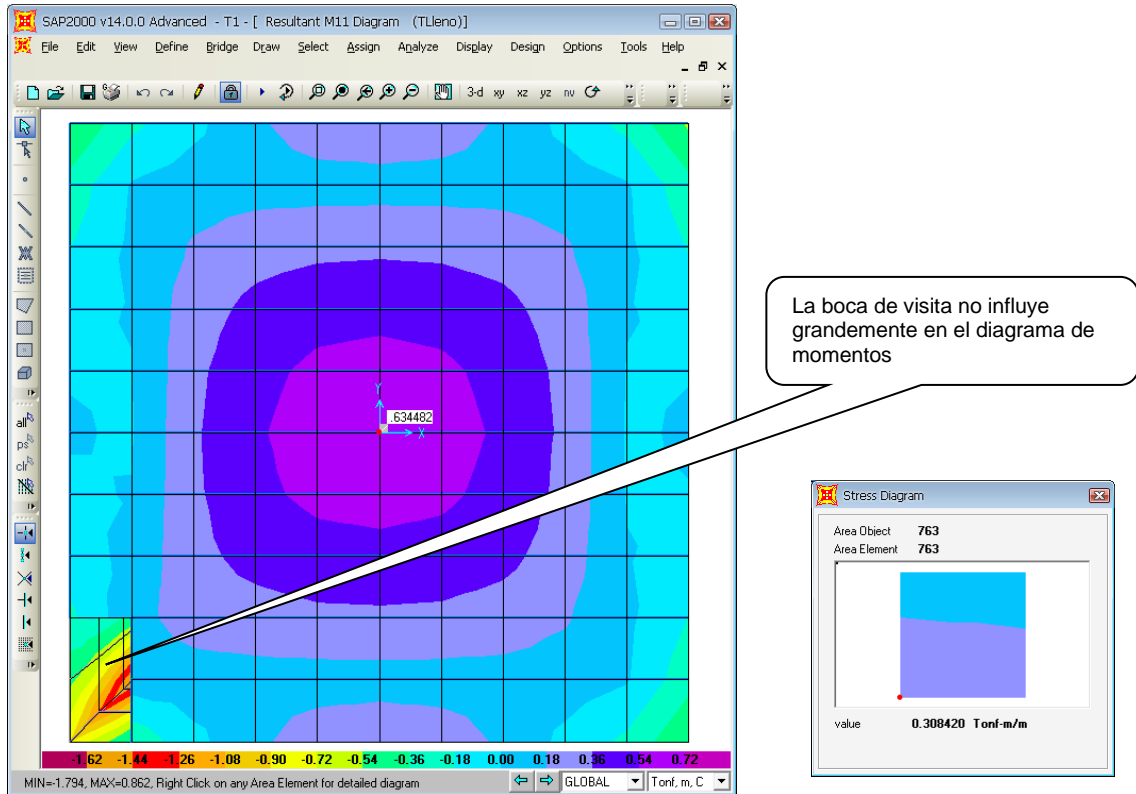 SAP2000 v14.0.0 Advanced - T1 - [ Resultant M11 Diagram (TLleno)]
File Edit View Define Bridge Draw Select Assign Analyze Display Design Options Tools Help
3-d xy xz yz nv
all
ps
clr
Y
.634482
X
La boca de visita no influye
grandemente en el diagrama de
momentos
Stress Diagram
Area Object 763
Area Element 763
value 0.308420 Tonf-m/m
-1.62 -1.44 -1.26 -1.08 -0.90 -0.72 -0.54 -0.36 -0.18 0.00 0.18 0.36 0.54 0.72
MIN=-1.794, MAX=0.862, Right Click on any Area Element for detailed diagram GLOBAL Tonf, m, C